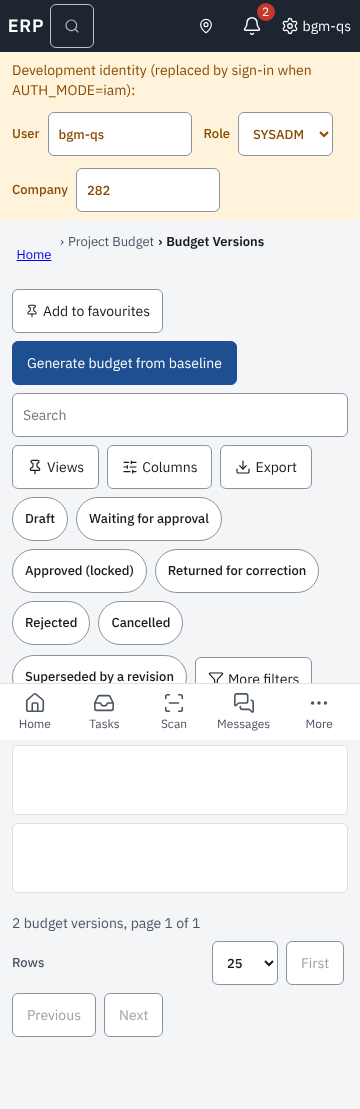 ERP
2
bgm-qs
Development identity (replaced by sign-in when
AUTH_MODE=iam):
User
bgm-qs
Role
SYSADM
Company
282
Home
› Project Budget › Budget Versions
Add to favourites
Generate budget from baseline
Search
Views
Columns
Export
Draft
Waiting for approval
Approved (locked)
Returned for correction
Rejected
Cancelled
Superseded by a revision
More filters
Home
Tasks
Scan
Messages
More
2 budget versions, page 1 of 1
Rows
25
First
Previous
Next